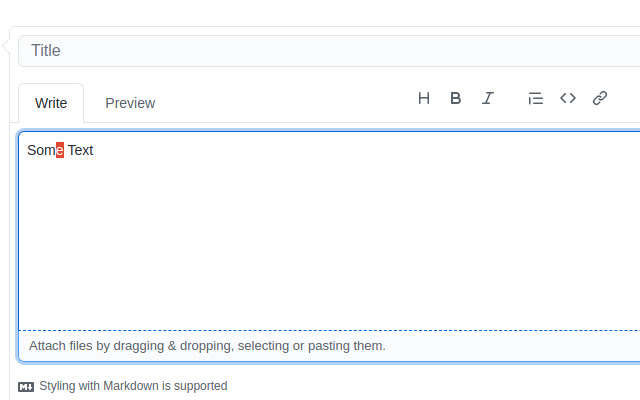 Title
Write Preview H B I
Some Text
Attach files by dragging & dropping, selecting or pasting them.
M Styling with Markdown is supported